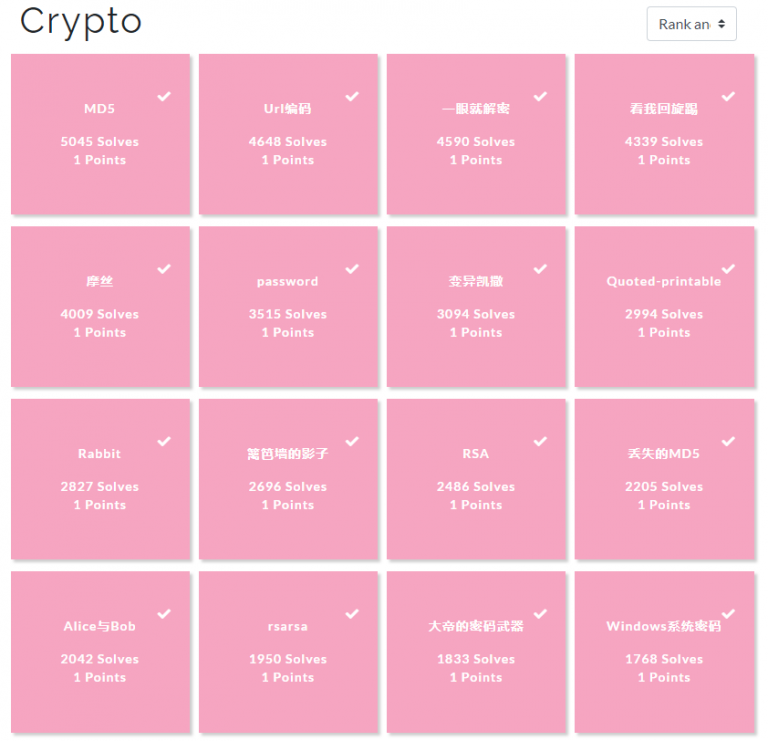 Crypto
Rank an
MD5
5045 Solves
1 Points
Url编码
4648 Solves
1 Points
一眼就解密
4590 Solves
1 Points
看我回旋踢
4339 Solves
1 Points
摩丝
4009 Solves
1 Points
password
3515 Solves
1 Points
变异凯撒
3094 Solves
1 Points
Quoted-printable
2994 Solves
1 Points
Rabbit
2827 Solves
1 Points
篱笆墙的影子
2696 Solves
1 Points
RSA
2486 Solves
1 Points
丢失的MD5
2205 Solves
1 Points
Alice与Bob
2042 Solves
1 Points
rsarsa
1950 Solves
1 Points
大帝的密码武器
1833 Solves
1 Points
Windows系统密码
1768 Solves
1 Points